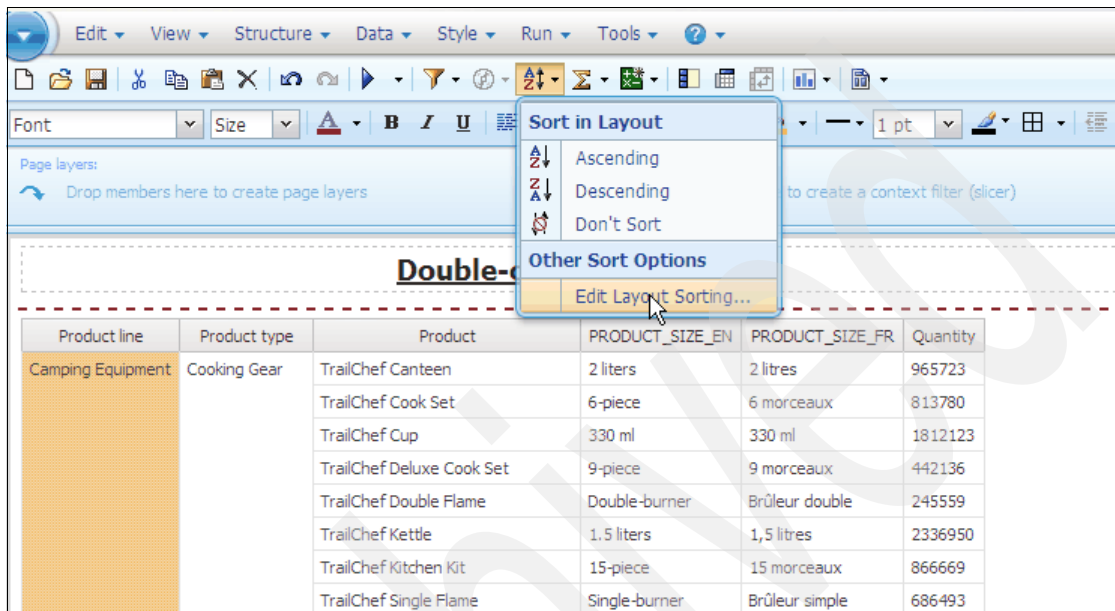 Edit View Structure Data Style Run Tools
Font Size A B I U 1 pt
Sort in Layout
Ascending
Descending
Don't Sort
Other Sort Options
Edit Layout Sorting...
Page layers:
Drop members here to create page layers
to create a context filter (slicer)
Double-
Product line Product type Product PRODUCT_SIZE_EN PRODUCT_SIZE_FR Quantity
Camping Equipment Cooking Gear TrailChef Canteen 2 liters 2 litres 965723
TrailChef Cook Set 6-piece 6 morceaux 813780
TrailChef Cup 330 ml 330 ml 1812123
TrailChef Deluxe Cook Set 9-piece 9 morceaux 442136
TrailChef Double Flame Double-burner Brûleur double 245559
TrailChef Kettle 1.5 liters 1,5 litres 2336950
TrailChef Kitchen Kit 15-piece 15 morceaux 866669
TrailChef Single Flame Single-burner Brûleur simple 686493